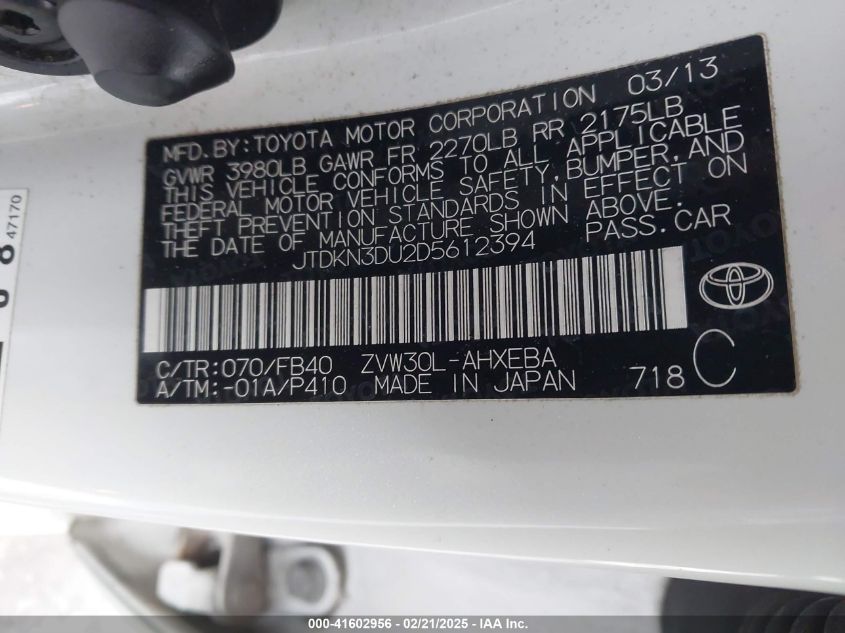 MFD.BY:TOYOTA MOTOR CORPORATION 03/13
GVWR 3980LB GAWR FR 2270LB RR 2175LB
THIS VEHICLE CONFORMS TO ALL APPLICABLE
FEDERAL MOTOR VEHICLE SAFETY, BUMPER, AND
THEFT PREVENTION STANDARDS IN EFFECT ON
THE DATE OF MANUFACTURE SHOWN ABOVE.
JTDKN3DU2D5612394 PASS.CAR
C/TR:070/FB40 ZVW30L-AHXEBA
A/TM:-01A/P410 MADE IN JAPAN 718 C
47170
000-41602956 - 02/21/2025 - IAA Inc.